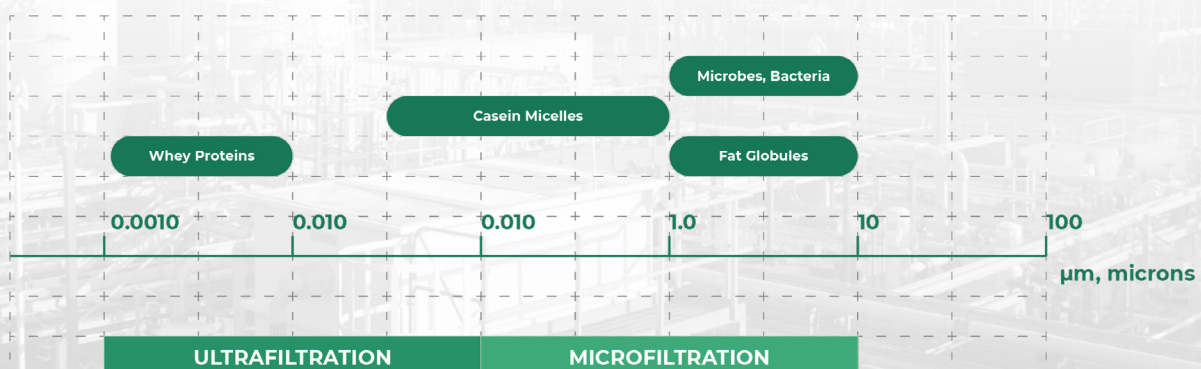 Microbes, Bacteria
Casein Micelles
Whey Proteins
Fat Globules
0.0010 0.010 0.010 1.0 10 100
µm, microns
ULTRAFILTRATION MICROFILTRATION